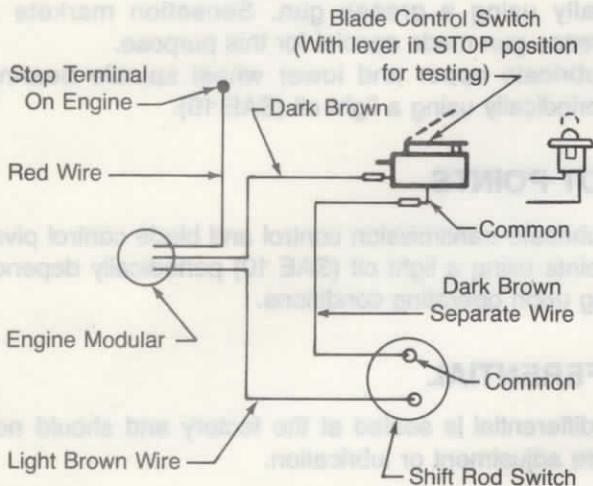 Blade Control Switch
(With lever in STOP position
for testing)
Stop Terminal
On Engine
Dark Brown
Red Wire
Common
Dark Brown
Separate Wire
Engine Modular
Common
Light Brown Wire
Shift Rod Switch